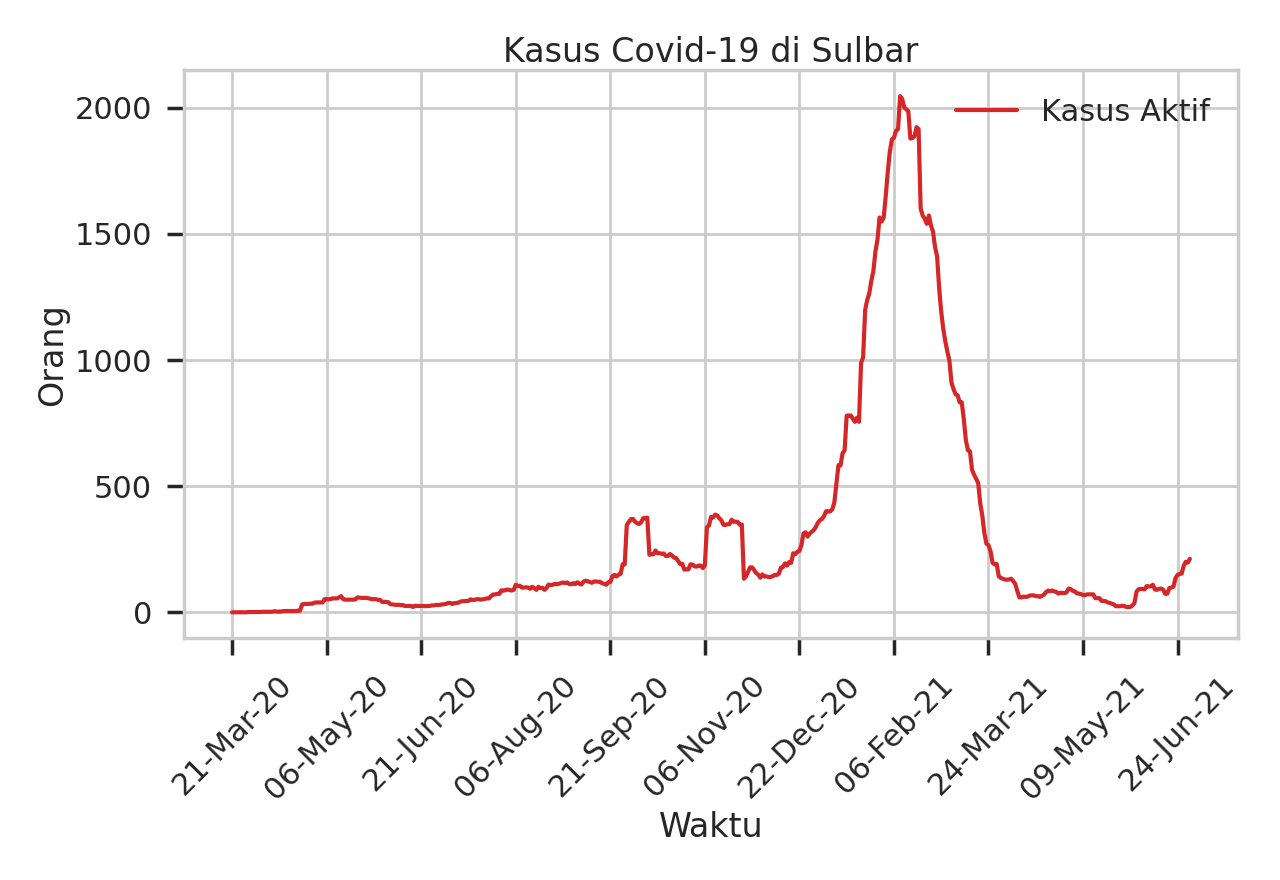 Kasus Covid-19 di Sulbar
Kasus Aktif
2000
1500
1000
500
0
Orang
21-Mar-20
06-May-20
21-Jun-20
06-Aug-20
21-Sep-20
06-Nov-20
22-Dec-20
06-Feb-21
24-Mar-21
09-May-21
24-Jun-21
Waktu